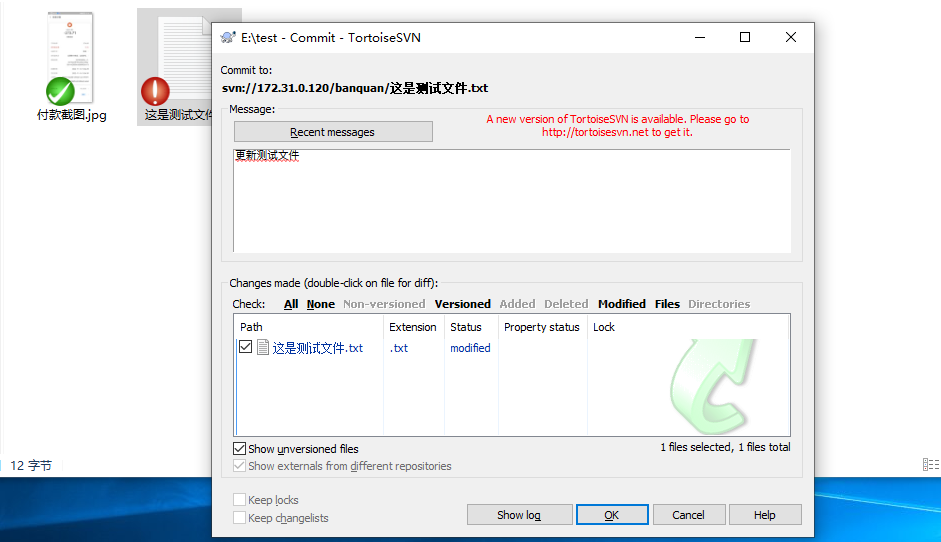 付款截图.jpg
这是测试文件
E:\test - Commit - TortoiseSVN
Commit to:
svn://172.31.0.120/banquan/这是测试文件.txt
Message:
Recent messages
A new version of TortoiseSVN is available. Please go to
http://tortoisesvn.net to get it.
更新测试文件
Changes made (double-click on file for diff):
Check: All None Non-versioned Versioned Added Deleted Modified Files Directories
Path Extension Status Property status Lock
这是测试文件.txt .txt modified
Show unversioned files 1 files selected, 1 files total
Show externals from different repositories
12 字节
Keep locks
Keep changelists
Show log OK Cancel Help